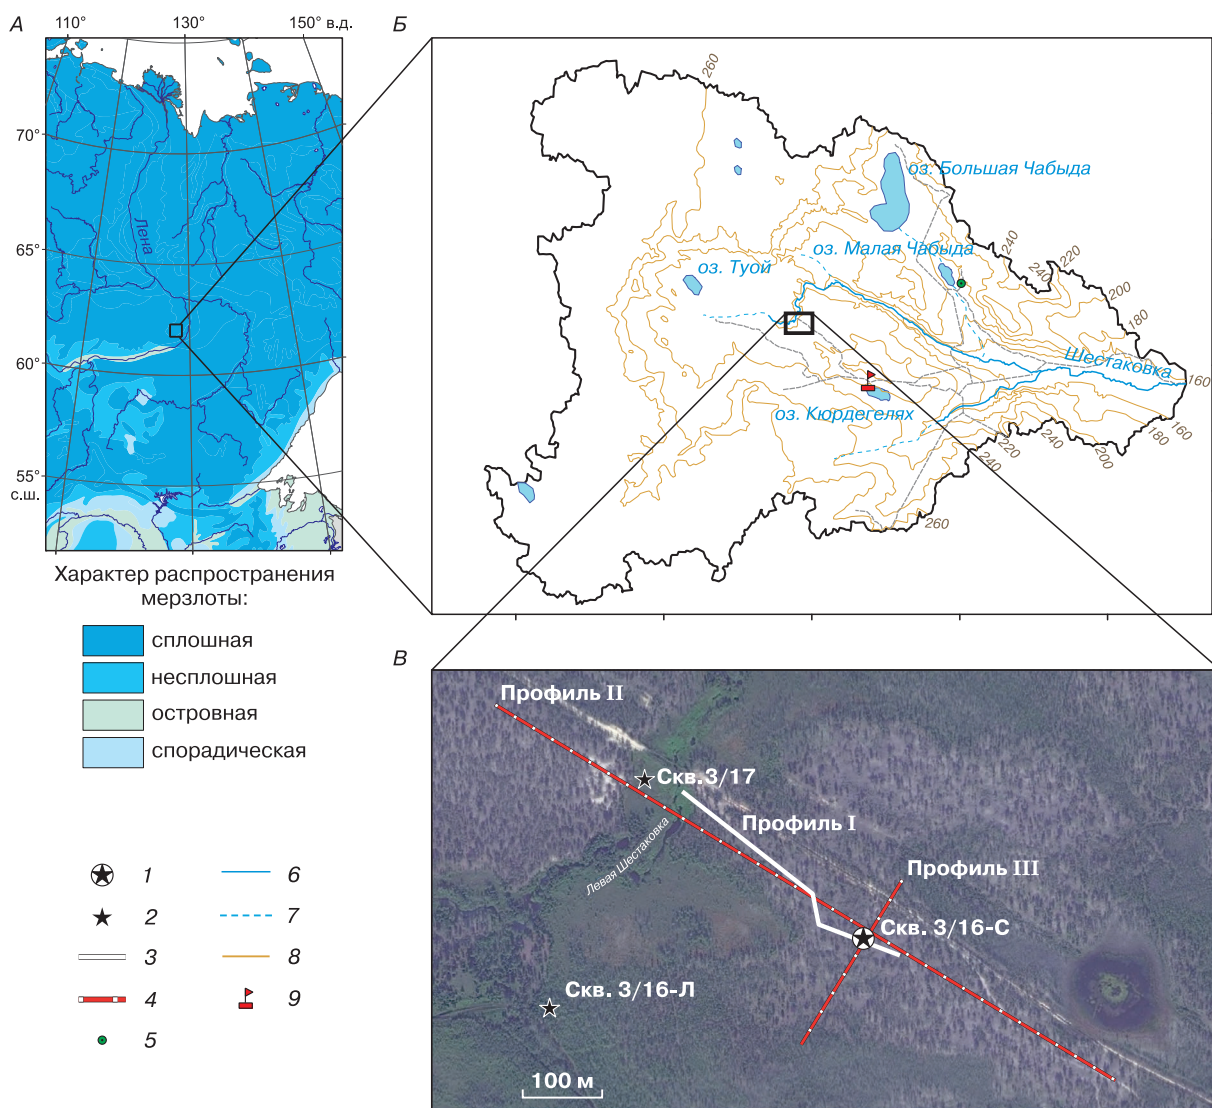 А
110°
130°
150° в.д.
70°
65°
60°
55°
с.ш.
Лена
Характер распространения
мерзлоты:
сплошная
несплошная
островная
спорадическая
1
2
3
4
5
6
7
8
9
Б
260
оз. Большая Чабыда
оз. Малая Чабыда
оз. Туой
240
220
240
200
180
Шестаковка
160
оз. Кюрдегелях
160
180
200
240
220
240
260
В
Профиль II
Скв.3/17
Профиль I
Левая Шестаковка
Профиль III
Скв. 3/16-С
Скв. 3/16-Л
100 м